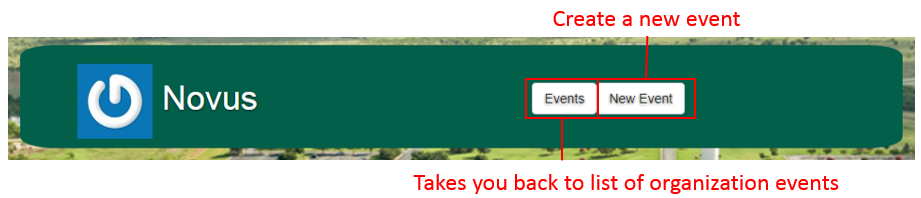 Create a new event
Novus
Events
New Event
Takes you back to list of organization events